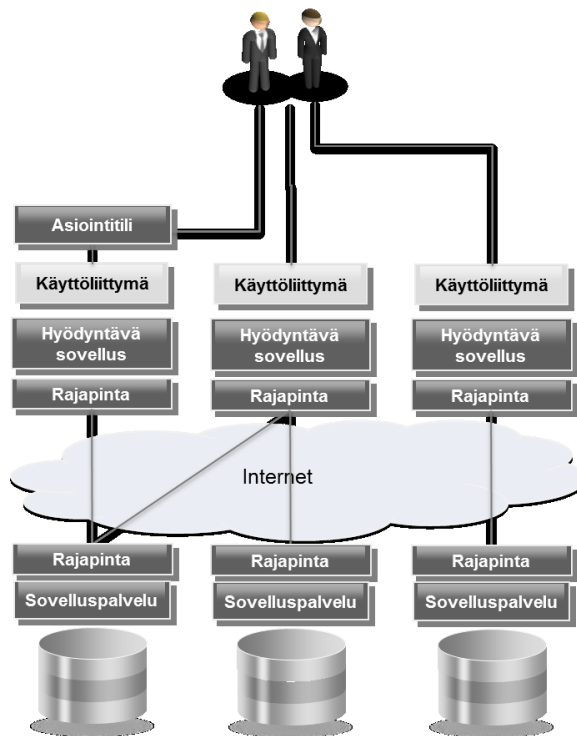 Asiointitili
Käyttöliittymä
Käyttöliittymä
Käyttöliittymä
Hyödyntävä
sovellus
Hyödyntävä
sovellus
Hyödyntävä
sovellus
Rajapinta
Rajapinta
Rajapinta
Internet
Rajapinta
Rajapinta
Rajapinta
Sovelluspalvelu
Sovelluspalvelu
Sovelluspalvelu